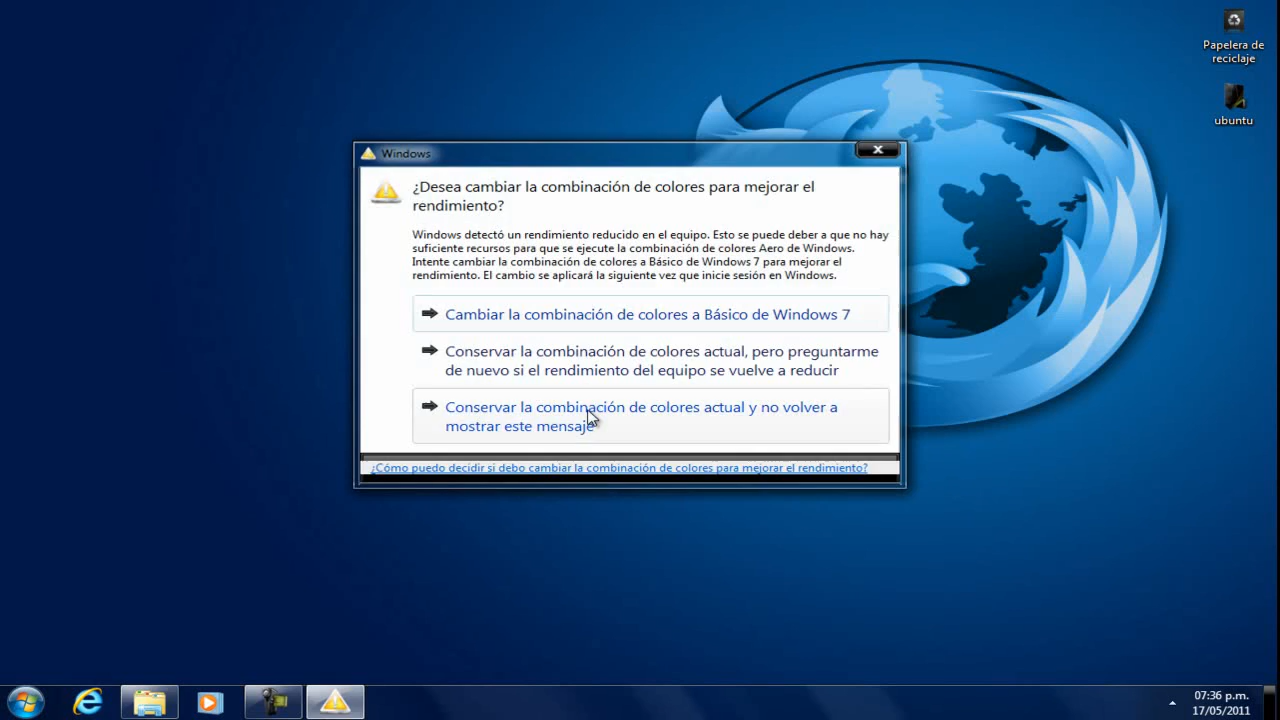 Papelera de
reciclaje
ubuntu
Windows
¿Desea cambiar la combinación de colores para mejorar el
rendimiento?
Windows detectó un rendimiento reducido en el equipo. Esto se puede deber a que no hay
suficiente recursos para que se ejecute la combinación de colores Aero de Windows.
Intente cambiar la combinación de colores a Básico de Windows 7 para mejorar el
rendimiento. El cambio se aplicará la siguiente vez que inicie sesión en Windows.
Cambiar la combinación de colores a Básico de Windows 7
Conservar la combinación de colores actual, pero preguntarme
de nuevo si el rendimiento del equipo se vuelve a reducir
Conservar la combinación de colores actual y no volver a
mostrar este mensaje
¿Cómo puedo decidir si debo cambiar la combinación de colores para mejorar el rendimiento?
07:36 p.m.
17/05/2011